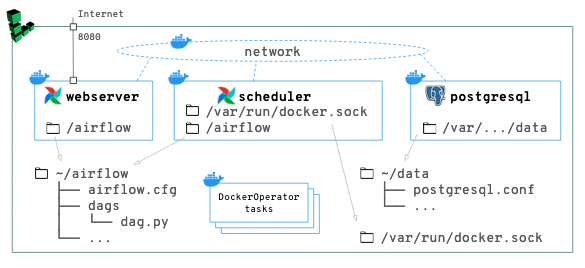 Internet
8080
network
webserver
/airflow
scheduler
/var/run/docker.sock
/airflow
postgresql
/var/.../data
~/airflow
airflow.cfg
dags
dag.py
...
DockerOperator
tasks
~/data
postgresql.conf
...
/var/run/docker.sock